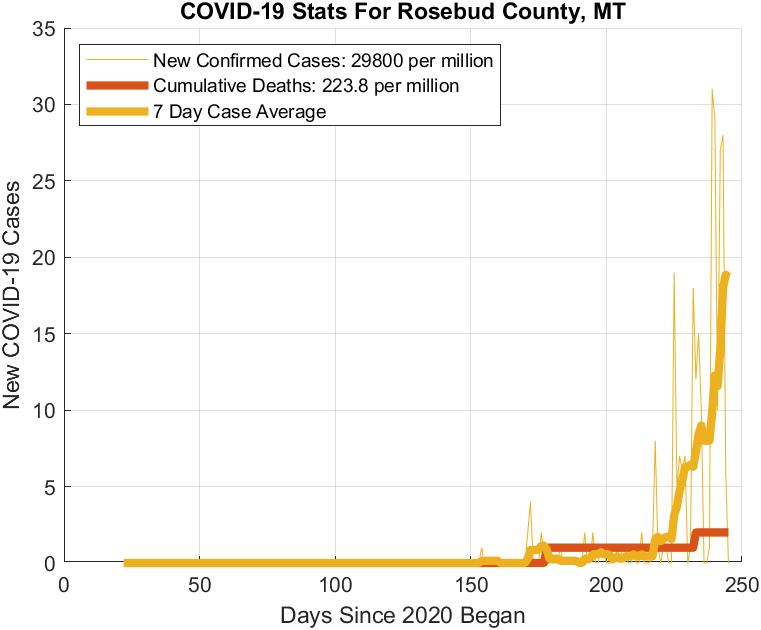 COVID-19 Stats For Rosebud County, MT
35
New Confirmed Cases: 29800 per million
Cumulative Deaths: 223.8 per million
7 Day Case Average
30
25
20
15
10
5
0
New COVID-19 Cases
0 50 100 150 200 250
Days Since 2020 Began